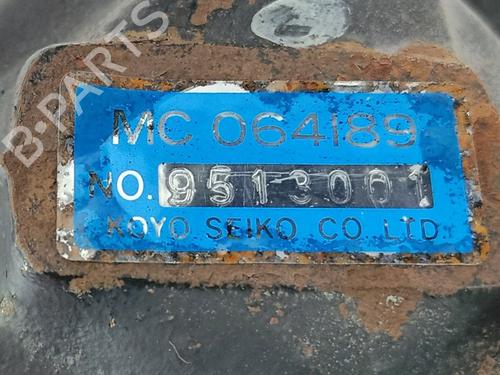 B-PARTS
MC 064189
NO. 9513001
KOYO SEIKO CO. LTD.